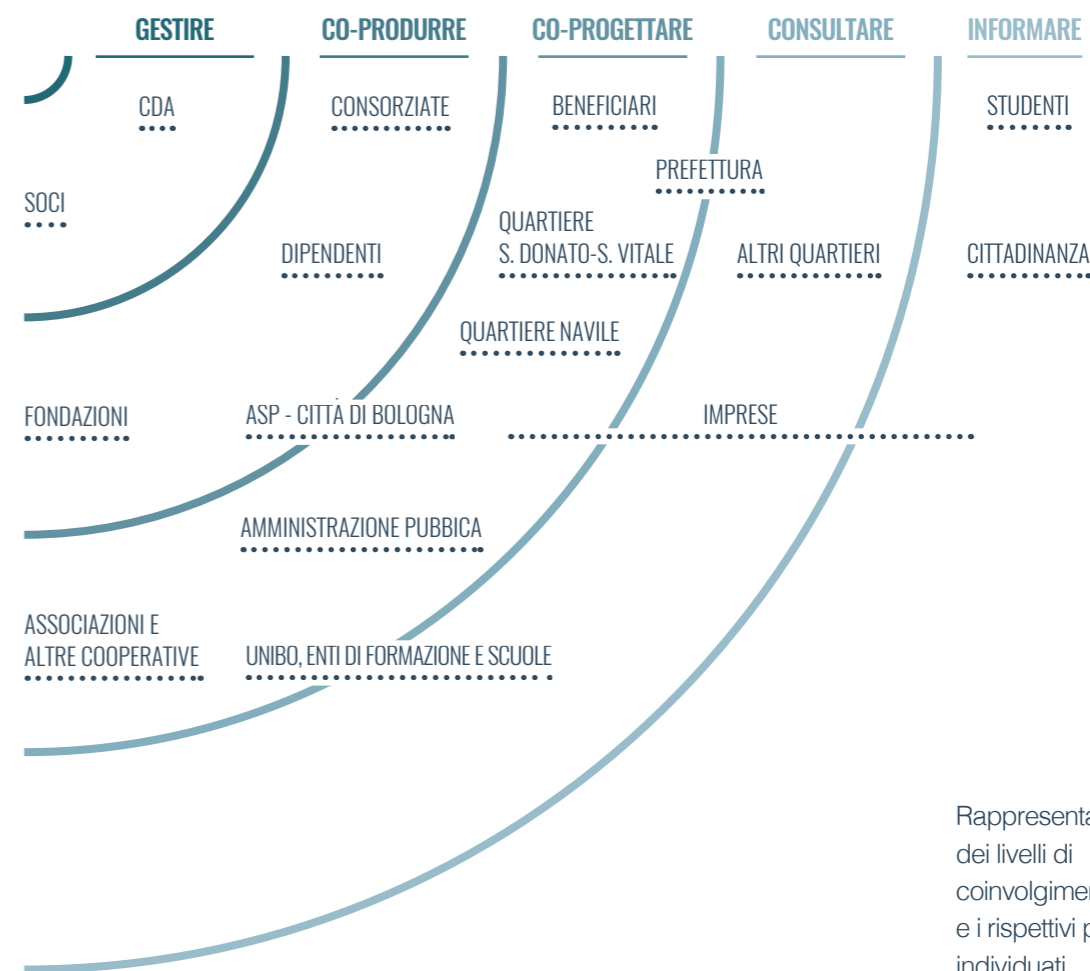 GESTIRE
CO-PRODURRE
CO-PROGETTARE
CONSULTARE
INFORMARE
CDA
CONSORZIATE
BENEFICIARI
STUDENTI
PREFETTURA
SOCI
QUARTIERE
S. DONATO-S. VITALE
DIPENDENTI
ALTRI QUARTIERI
CITTADINANZA
QUARTIERE NAVILE
FONDAZIONI
ASP - CITTÀ DI BOLOGNA
IMPRESE
AMMINISTRAZIONE PUBBICA
ASSOCIAZIONI E
ALTRE COOPERATIVE
UNIBO, ENTI DI FORMAZIONE E SCUOLE
dei livelli di
e i rispettivi
individuati